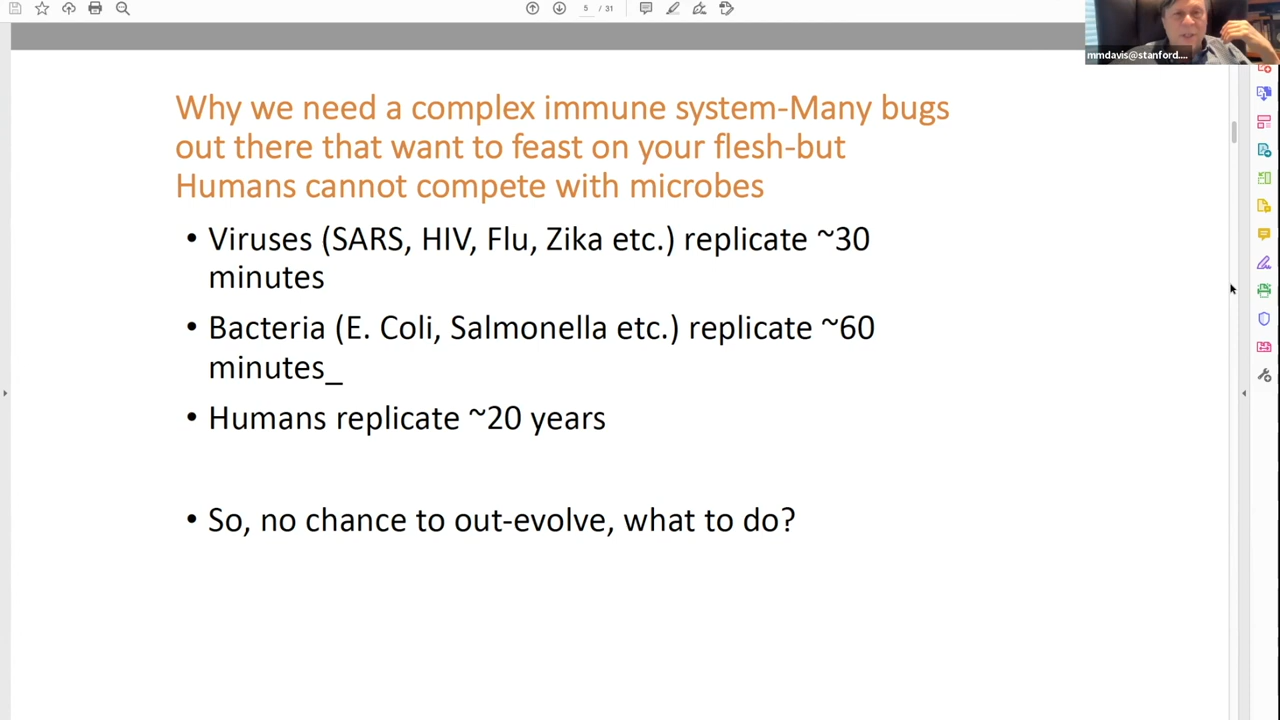 5 / 31
mmdavis@stanford....
Why we need a complex immune system-Many bugs
out there that want to feast on your flesh-but
Humans cannot compete with microbes
• Viruses (SARS, HIV, Flu, Zika etc.) replicate ~30
minutes
• Bacteria (E. Coli, Salmonella etc.) replicate ~60
minutes_
• Humans replicate ~20 years
• So, no chance to out-evolve, what to do?